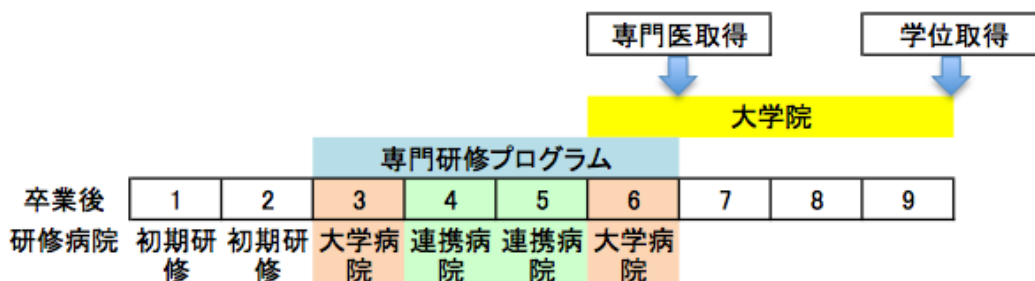 専門医取得 学位取得
大学院
専門研修プログラム
卒業後 1 2 3 4 5 6 7 8 9
研修病院 初期研修 初期研修 大学病院 連携病院 連携病院 大学病院